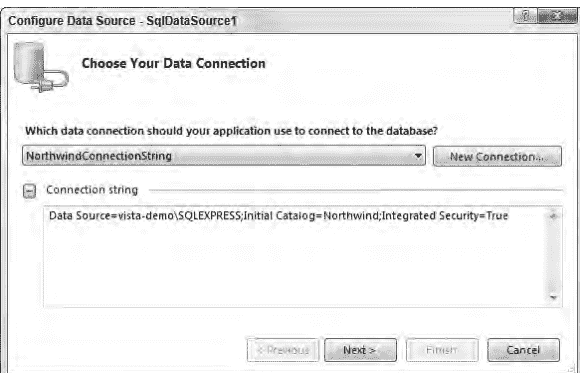 Configure Data Source - SqlDataSource1
Choose Your Data Connection
Which data connection should your application use to connect to the database?
NorthwindConnectionString
New Connection...
Connection string
Data Source=vista-demo\SQLEXPRESS;Initial Catalog=Northwind;Integrated Security=True
< Previous
Next >
Finish
Cancel